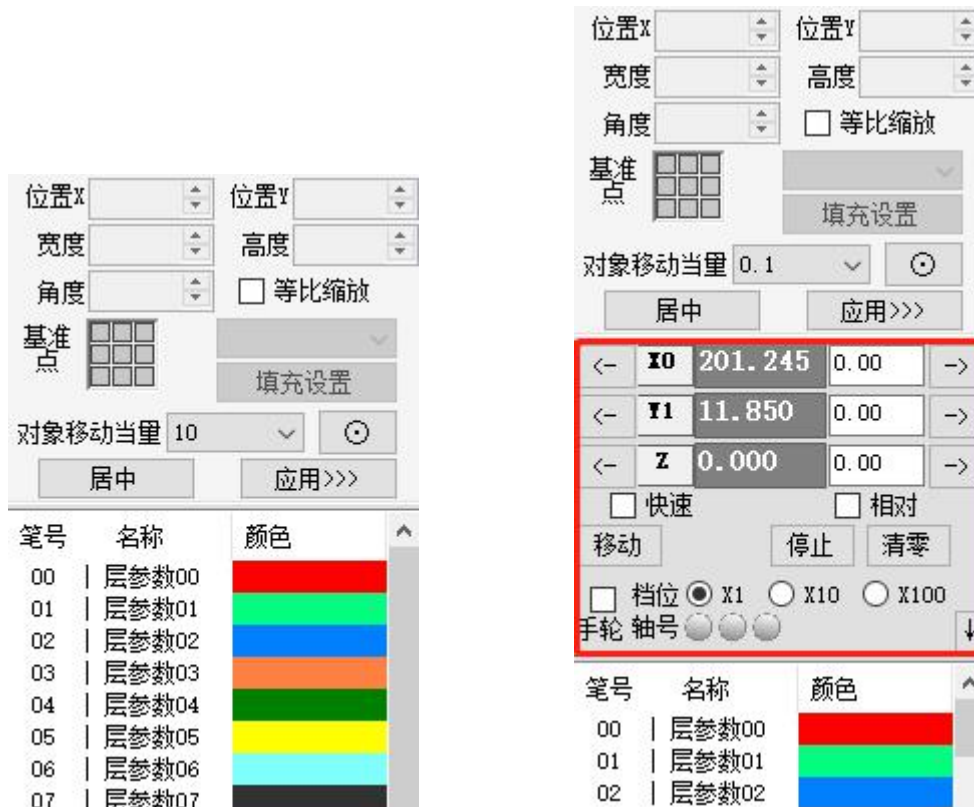 位置X 位置Y
宽度 高度
角度 等比缩放
基准点
填充设置
对象移动当量 10
居中 应用>>>
笔号 名称 颜色
00 | 层参数00
01 | 层参数01
02 | 层参数02
03 | 层参数03
04 | 层参数04
05 | 层参数05
06 | 层参数06
07 | 层参数07
位置X 位置Y
宽度 高度
角度 等比缩放
基准点
填充设置
对象移动当量 0.1
居中 应用>>>
<- X0 201.245 0.00 ->
<- Y1 11.850 0.00 ->
<- Z 0.000 0.00 ->
快速 相对
移动 停止 清零
档位 X1 X10 X100
手轮 轴号 ↓
笔号 名称 颜色
00 | 层参数00
01 | 层参数01
02 | 层参数02